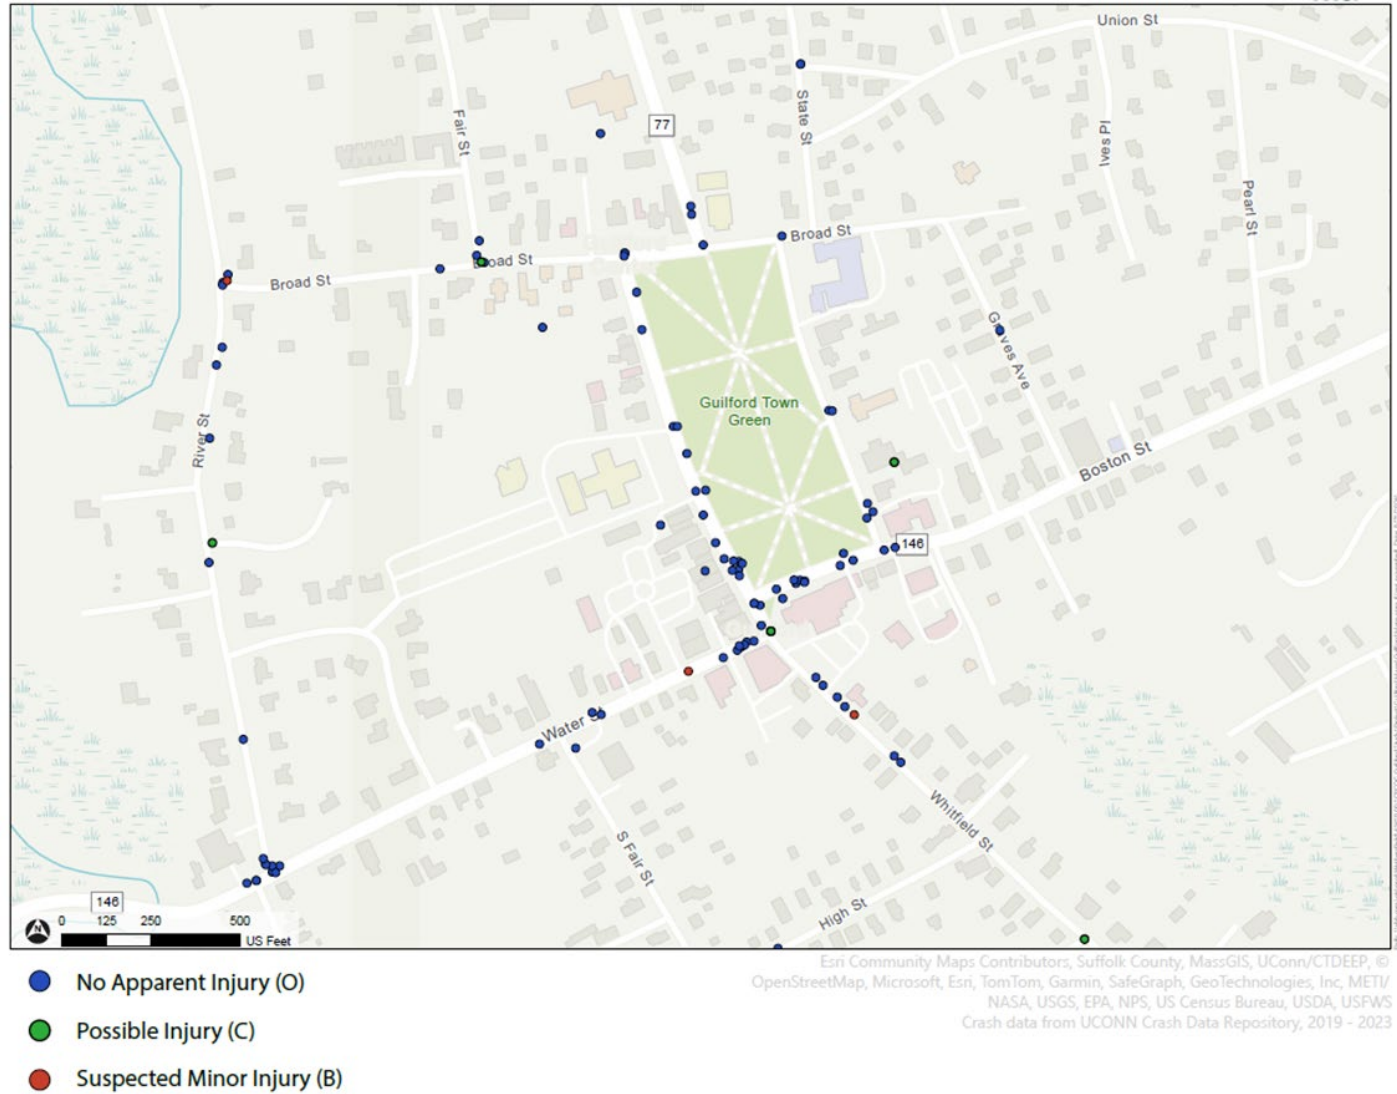 Union St
77
State St
Fair St
Ives Pl
Pearl St
Broad St
Broad St
Broad St
Graves Ave
Guilford Town
Green
River St
Boston St
146
Water St
Whitfield St
S Fair St
High St
146
N
0 125 250 500
US Feet
Esri Community Maps Contributors, Suffolk County, MassGIS, UConn/CTDEEP, ©
OpenStreetMap, Microsoft, Esri, TomTom, Garmin, SafeGraph, GeoTechnologies, Inc, METI/
NASA, USGS, EPA, NPS, US Census Bureau, USDA, USFWS
Crash data from UCONN Crash Data Repository, 2019 - 2023
No Apparent Injury (O)
Possible Injury (C)
Suspected Minor Injury (B)